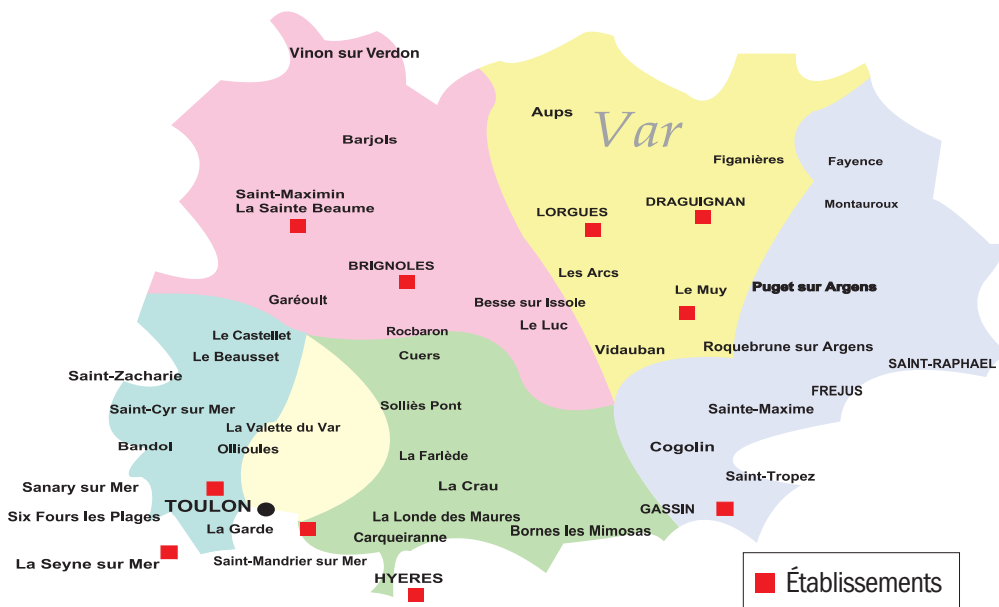 Vinon sur Verdon
Aups
Var
Barjols
Figanières
Fayence
Saint-Maximin
La Sainte Beaume
DRAGUIGNAN
Montauroux
LORGUES
BRIGNOLES
Les Arcs
Le Muy
Puget sur Argens
Garéoult
Besse sur Issole
Le Luc
Rocbaron
Le Castellet
Le Beausset
Cuers
Vidauban
Roquebrune sur Argens
SAINT-RAPHAEL
Saint-Zacharie
FREJUS
Saint-Cyr sur Mer
Solliès Pont
Sainte-Maxime
La Valette du Var
Bandol
Ollioules
Cogolin
La Farlède
Saint-Tropez
Sanary sur Mer
La Crau
TOULON
GASSIN
Six Fours les Plages
La Londe des Maures
La Garde
Carqueiranne
Bornes les Mimosas
La Seyne sur Mer
Saint-Mandrier sur Mer
HYERES
Établissements